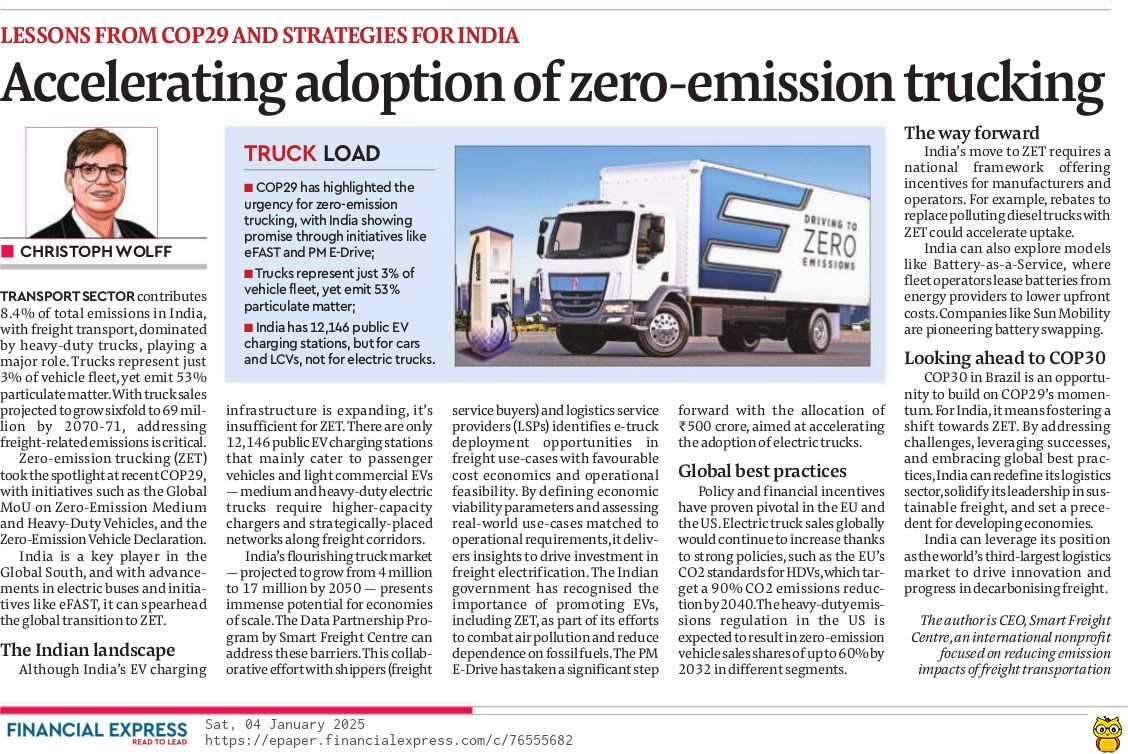 LESSONS FROM COP29 AND STRATEGIES FOR INDIA
Accelerating adoption of zero-emission trucking
CHRISTOPH WOLFF
TRANSPORT SECTOR contributes
8.4% of total emissions in India,
with freight transport, dominated
by heavy-duty trucks, playing a
major role. Trucks represent just
3% of vehicle fleet, yet emit 53%
particulate matter. With truck sales
projected to grow sixfold to 69 mil-
lion by 2070-71, addressing
freight-related emissions is critical.
Zero-emission trucking (ZET)
took the spotlight at recent COP29,
with initiatives such as the Global
MoU on Zero-Emission Medium
and Heavy-Duty Vehicles, and the
Zero-Emission Vehicle Declaration.
India is a key player in the
Global South, and with advance-
ments in electric buses and initia-
tives like eFAST, it can spearhead
the global transition to ZET.
The Indian landscape
Although India's EV charging
TRUCK LOAD
COP29 has highlighted the
urgency for zero-emission
trucking, with India showing
promise through initiatives like
eFAST and PM E-Drive;
Trucks represent just 3% of
vehicle fleet, yet emit 53%
particulate matter;
India has 12,146 public EV
charging stations, but for cars
and LCVs, not for electric trucks.
DRIVING TO
ZERO
EMISSIONS
infrastructure is expanding, it's
insufficient for ZET. There are only
12,146 public EV charging stations
that mainly cater to passenger
vehicles and light commercial EVs
— medium and heavy-duty electric
trucks require higher-capacity
chargers and strategically-placed
networks along freight corridors.
India's flourishing truck market
— projected to grow from 4 million
to 17 million by 2050 — presents
immense potential for economies
of scale. The Data Partnership Pro-
gram by Smart Freight Centre can
address these barriers. This collab-
orative effort with shippers (freight
service buyers) and logistics service
providers (LSPs) identifies e-truck
deployment opportunities in
freight use-cases with favourable
cost economics and operational
feasibility. By defining economic
viability parameters and assessing
real-world use-cases matched to
operational requirements, it deliv-
ers insights to drive investment in
freight electrification. The Indian
government has recognised the
importance of promoting EVs,
including ZET, as part of its efforts
to combat air pollution and reduce
dependence on fossil fuels. The PM
E-Drive has taken a significant step
forward with the allocation of
₹500 crore, aimed at accelerating
the adoption of electric trucks.
Global best practices
Policy and financial incentives
have proven pivotal in the EU and
the US. Electric truck sales globally
would continue to increase thanks
to strong policies, such as the EU's
CO2 standards for HDVs, which tar-
get a 90% CO2 emissions reduc-
tion by 2040. The heavy-duty emis-
sions regulation in the US is
expected to result in zero-emission
vehicle sales shares of up to 60% by
2032 in different segments.
The way forward
India's move to ZET requires a
national framework offering
incentives for manufacturers and
operators. For example, rebates to
replace polluting diesel trucks with
ZET could accelerate uptake.
India can also explore models
like Battery-as-a-Service, where
fleet operators lease batteries from
energy providers to lower upfront
costs. Companies like Sun Mobility
are pioneering battery swapping.
Looking ahead to COP30
COP30 in Brazil is an opportu-
nity to build on COP29's momen-
tum. For India, it means fostering a
shift towards ZET. By addressing
challenges, leveraging successes,
and embracing global best prac-
tices, India can redefine its logistics
sector, solidify its leadership in sus-
tainable freight, and set a prece-
dent for developing economies.
India can leverage its position
as the world's third-largest logistics
market to drive innovation and
progress in decarbonising freight.
The author is CEO, Smart Freight
Centre, an international nonprofit
focused on reducing emission
impacts of freight transportation
FINANCIAL EXPRESS
READ TO LEAD
Sat, 04 January 2025
https://epaper.financialexpress.com/c/76555682